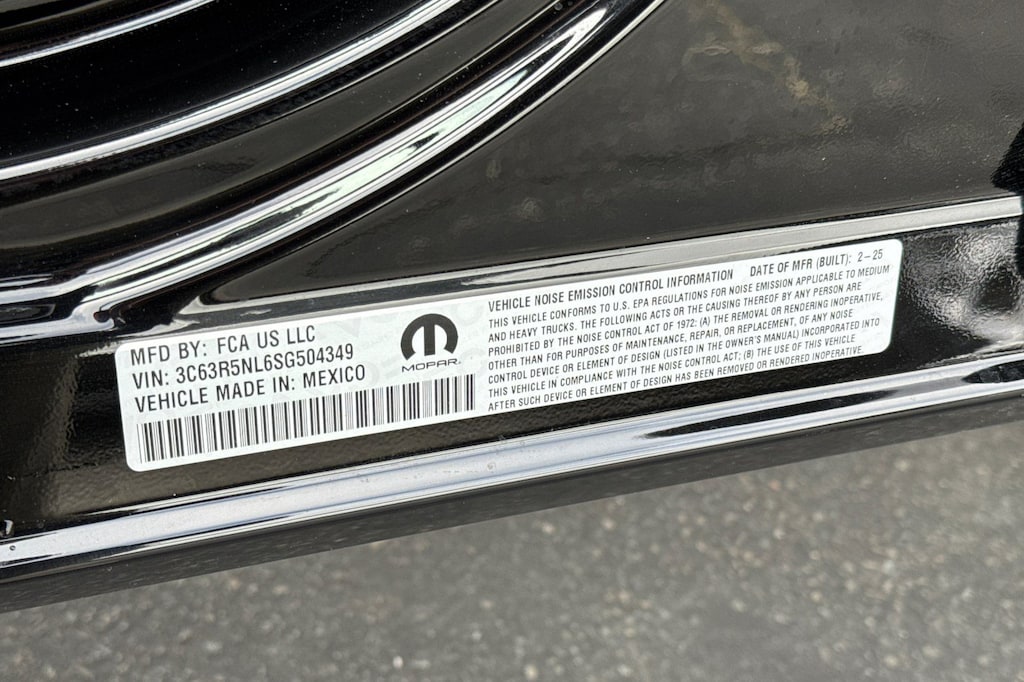 MFD BY: FCA US LLC
VIN: 3C63R5NL6SG504349
VEHICLE MADE IN: MEXICO
MOPAR.
VEHICLE NOISE EMISSION CONTROL INFORMATION DATE OF MFR (BUILT): 2-25
THIS VEHICLE CONFORMS TO U.S. EPA REGULATIONS FOR NOISE EMISSION APPLICABLE TO MEDIUM
AND HEAVY TRUCKS. THE FOLLOWING ACTS OR THE CAUSING THEREOF BY ANY PERSON ARE
PROHIBITED BY THE NOISE CONTROL ACT OF 1972: (A) THE REMOVAL OR RENDERING INOPERATIVE,
OTHER THAN FOR PURPOSES OF MAINTENANCE, REPAIR, OR REPLACEMENT, OF ANY NOISE
CONTROL DEVICE OR ELEMENT OF DESIGN (LISTED IN THE OWNER'S MANUAL) INCORPORATED INTO
THIS VEHICLE IN COMPLIANCE WITH THE NOISE CONTROL ACT; (B) THE USE OF THIS VEHICLE
AFTER SUCH DEVICE OR ELEMENT OF DESIGN HAS BEEN REMOVED OR RENDERED INOPERATIVE.